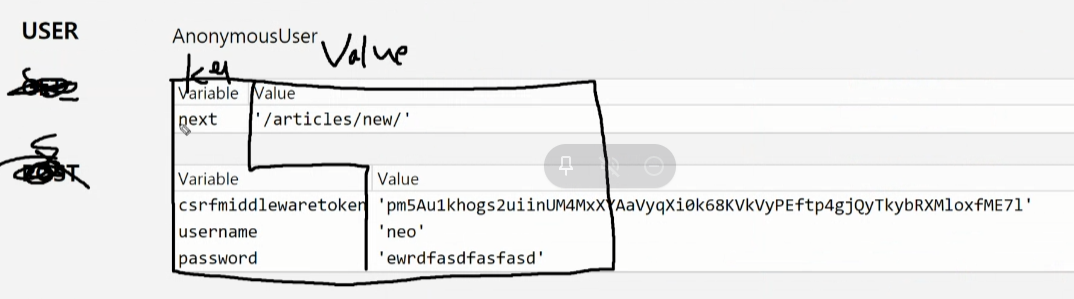 USER
AnonymousUser
key Value
Variable Value
next '/articles/new/'
Variable Value
csrfmiddlewaretoken 'pm5Au1khogs2uiinUM4MxXYAaVyqXi0k68KVkVyPEftp4gjQyTkybRXMloxfME7l'
username 'neo'
password 'ewrdfasdfasfasd'